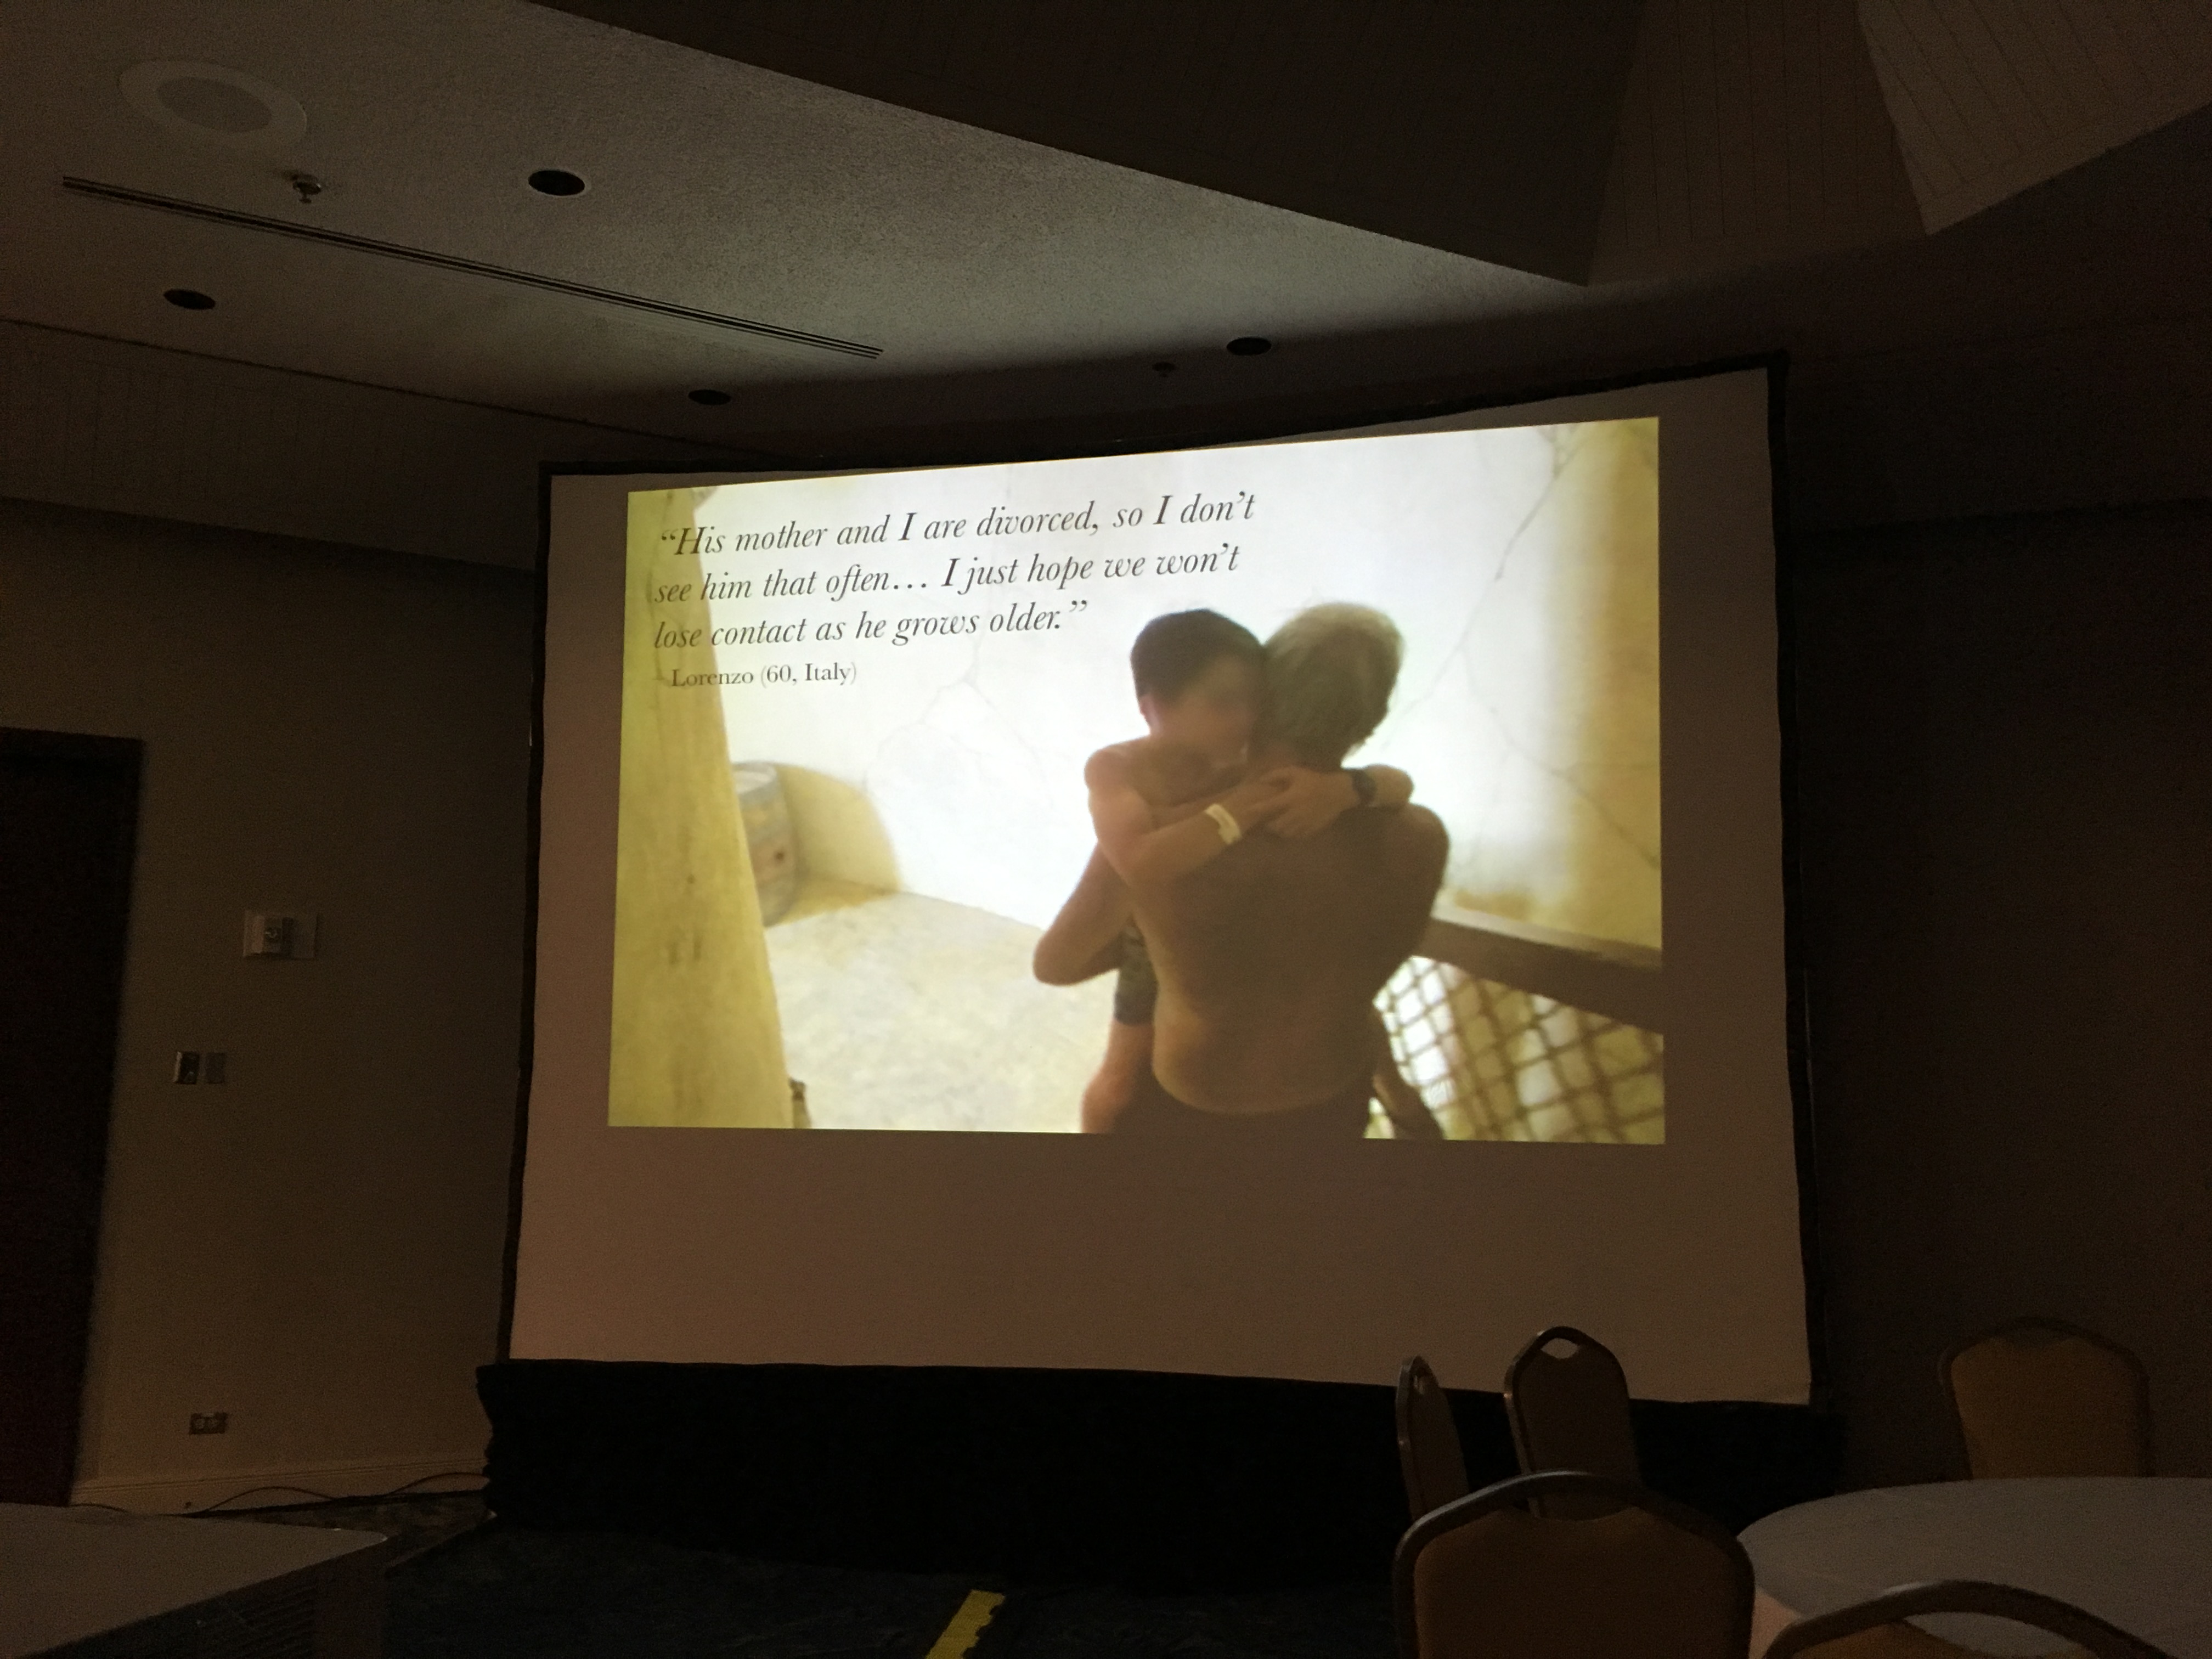 “His mother and I are divorced, so I don’t
see him that often… I just hope we won’t
lose contact as he grows older.”
Lorenzo (60, Italy)